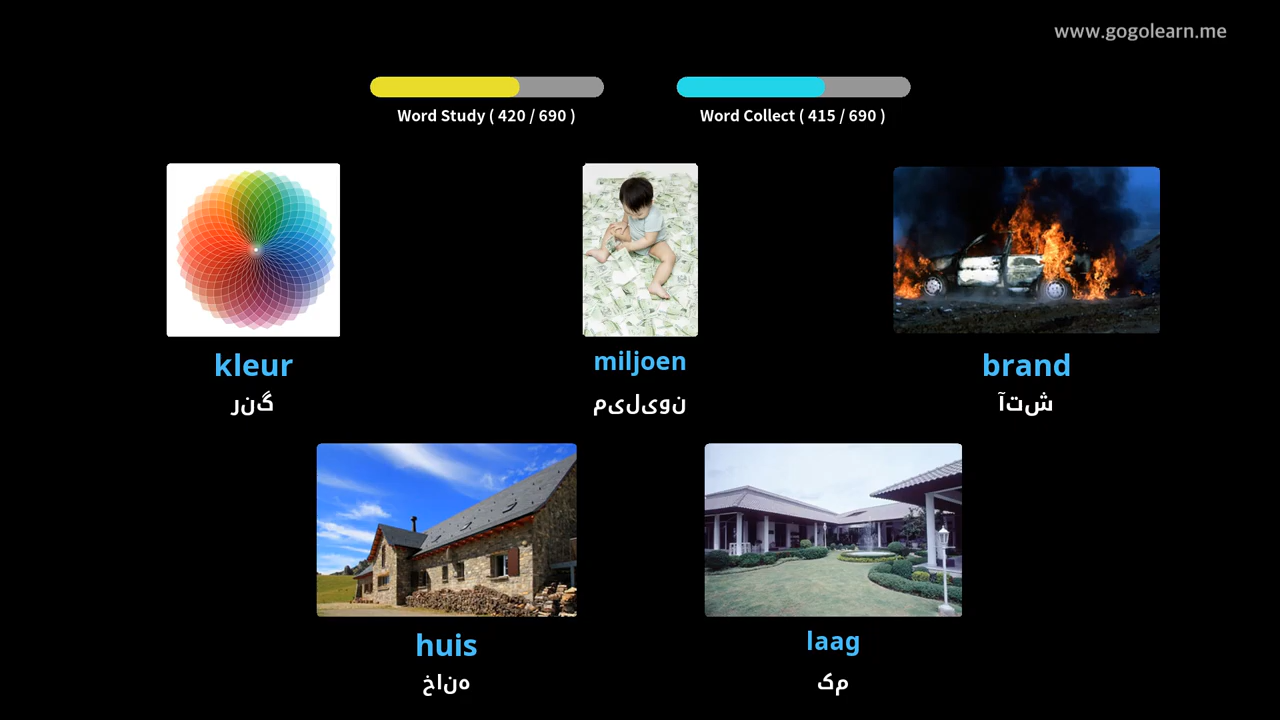 www.gogolearn.me
Word Study ( 420 / 690 )
Word Collect ( 415 / 690 )
kleur
رنگ
miljoen
میلیون
brand
آتش
huis
خانه
laag
کم